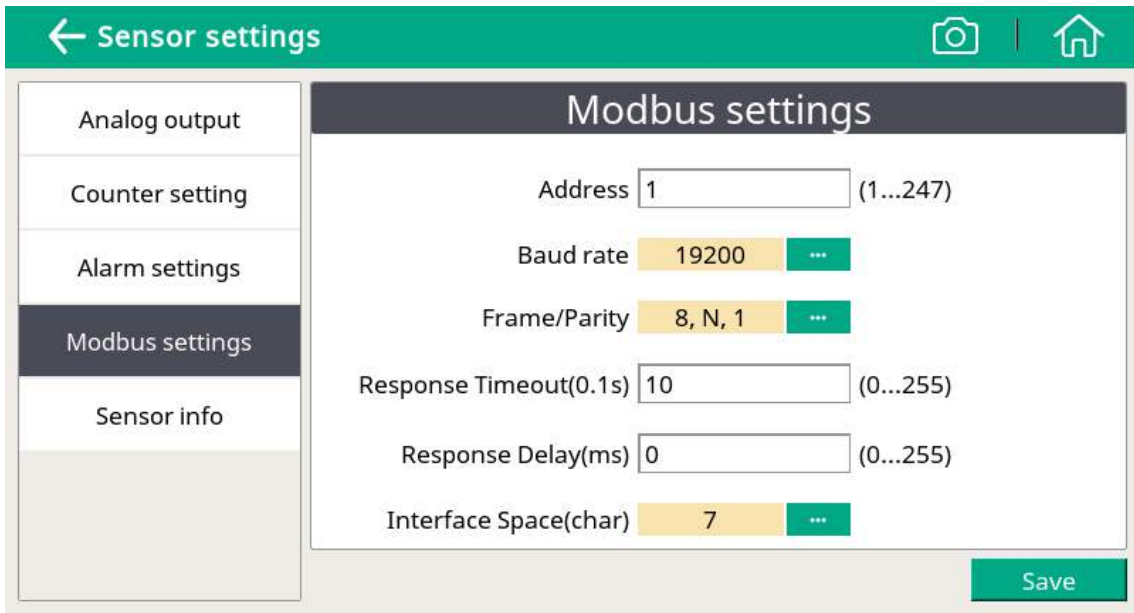 Sensor settings
Analog output
Counter setting
Alarm settings
Modbus settings
Sensor info
Modbus settings
Address 1 (1...247)
Baud rate 19200 ...
Frame/Parity 8, N, 1 ...
Response Timeout(0.1s) 10 (0...255)
Response Delay(ms) 0 (0...255)
Interface Space(char) 7 ...
Save